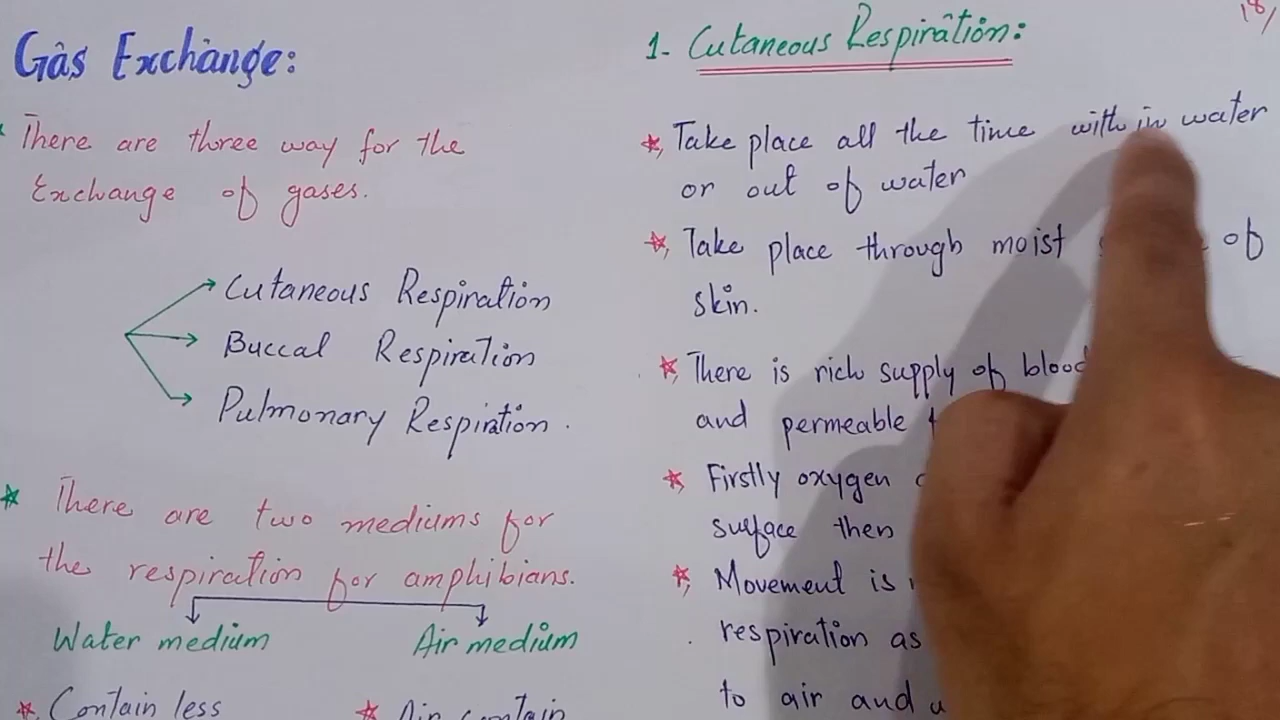 Gas Exchange:
There are three way for the
Exchange of gases.
Cutaneous Respiration
Buccal Respiration
Pulmonary Respiration.
There are two mediums for
the respiration for amphibians.
Water medium Air medium
Contain less
Air contain
18/
1- Cutaneous Respiration:
Take place all the time with in water
or out of water
Take place through moist of
skin.
There is rich supply of blood
and permeable
Firstly oxygen
surface then
Movement is
respiration as
to air and